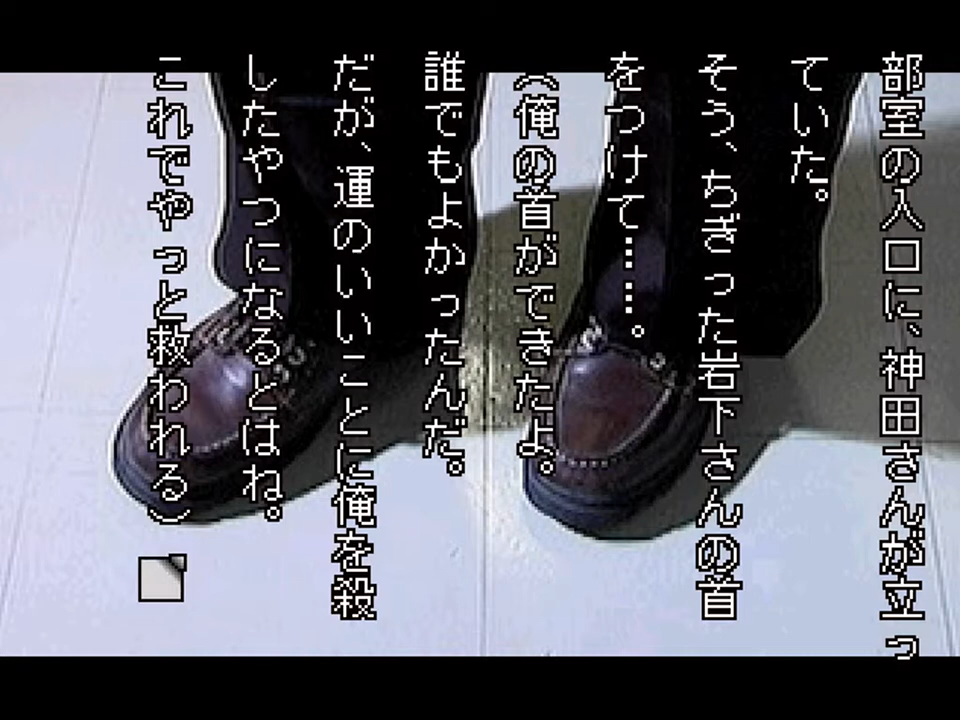 部室の入口に、神田さんが立っ
ていた。
そう、ちぎった岩下さんの首
をつけて……。
（俺の首ができたよ。
誰でもよかったんだ。
だが、運のいいことに俺を殺
したやつになるとはね。
これでやっと救われる）